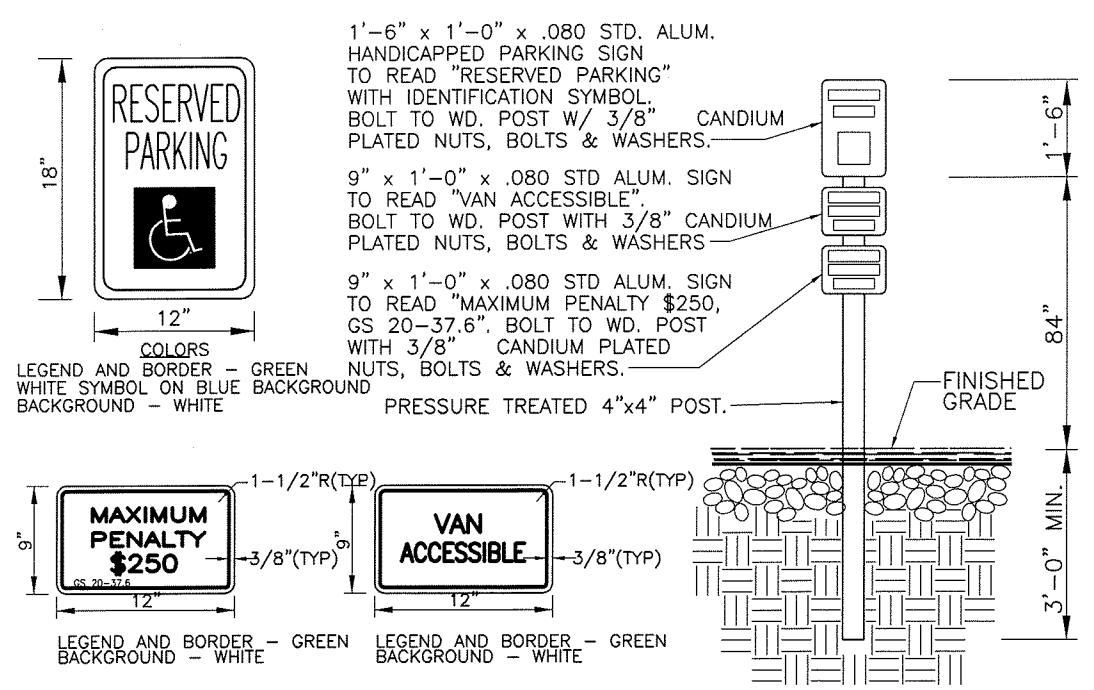 RESERVED
PARKING
18"
12"
COLORS
LEGEND AND BORDER – GREEN
WHITE SYMBOL ON BLUE BACKGROUND
BACKGROUND – WHITE
1'–6" x 1'–0" x .080 STD. ALUM.
HANDICAPPED PARKING SIGN
TO READ "RESERVED PARKING"
WITH IDENTIFICATION SYMBOL.
BOLT TO WD. POST W/ 3/8" CANDIUM
PLATED NUTS, BOLTS & WASHERS.
9" x 1'–0" x .080 STD ALUM. SIGN
TO READ "VAN ACCESSIBLE".
BOLT TO WD. POST WITH 3/8" CANDIUM
PLATED NUTS, BOLTS & WASHERS
9" x 1'–0" x .080 STD ALUM. SIGN
TO READ "MAXIMUM PENALTY $250,
GS 20–37.6". BOLT TO WD. POST
WITH 3/8" CANDIUM PLATED
NUTS, BOLTS & WASHERS.
PRESSURE TREATED 4"x4" POST.
1'–6"
84"
FINISHED
GRADE
3'–0" MIN.
MAXIMUM
PENALTY
$250
GS 20–37.6
9"
12"
1–1/2"R(TYP)
3/8"(TYP)
LEGEND AND BORDER – GREEN
BACKGROUND – WHITE
VAN
ACCESSIBLE
9"
12"
1–1/2"R(TYP)
3/8"(TYP)
LEGEND AND BORDER – GREEN
BACKGROUND – WHITE